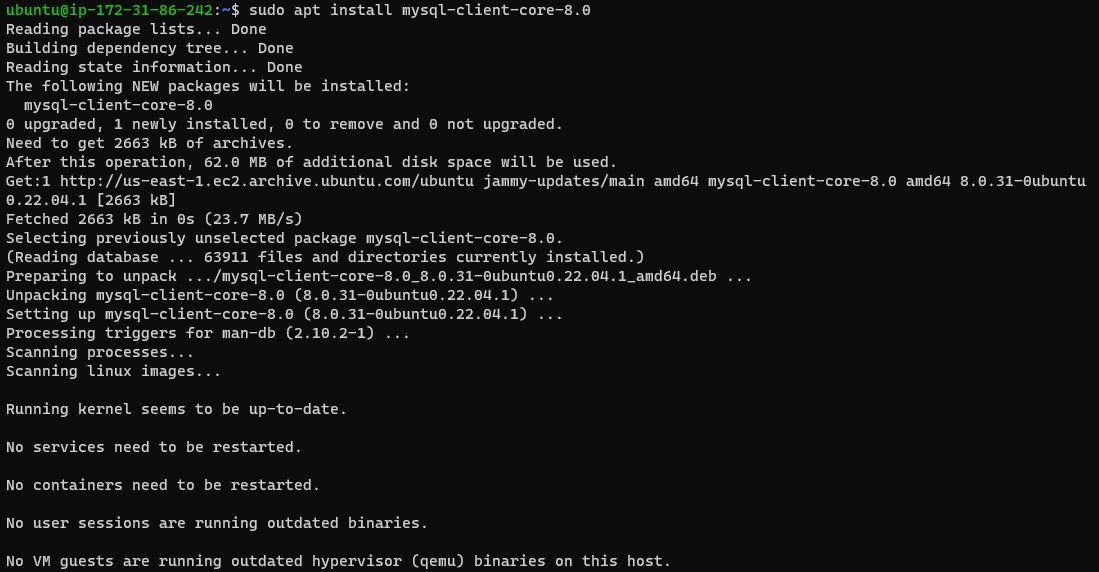 ubuntu@ip-172-31-86-242:~$ sudo apt install mysql-client-core-8.0
Reading package lists... Done
Building dependency tree... Done
Reading state information... Done
The following NEW packages will be installed:
  mysql-client-core-8.0
0 upgraded, 1 newly installed, 0 to remove and 0 not upgraded.
Need to get 2663 kB of archives.
After this operation, 62.0 MB of additional disk space will be used.
Get:1 http://us-east-1.ec2.archive.ubuntu.com/ubuntu jammy-updates/main amd64 mysql-client-core-8.0 amd64 8.0.31-0ubuntu
0.22.04.1 [2663 kB]
Fetched 2663 kB in 0s (23.7 MB/s)
Selecting previously unselected package mysql-client-core-8.0.
(Reading database ... 63911 files and directories currently installed.)
Preparing to unpack .../mysql-client-core-8.0_8.0.31-0ubuntu0.22.04.1_amd64.deb ...
Unpacking mysql-client-core-8.0 (8.0.31-0ubuntu0.22.04.1) ...
Setting up mysql-client-core-8.0 (8.0.31-0ubuntu0.22.04.1) ...
Processing triggers for man-db (2.10.2-1) ...
Scanning processes...
Scanning linux images...
Running kernel seems to be up-to-date.
No services need to be restarted.
No containers need to be restarted.
No user sessions are running outdated binaries.
No VM guests are running outdated hypervisor (qemu) binaries on this host.